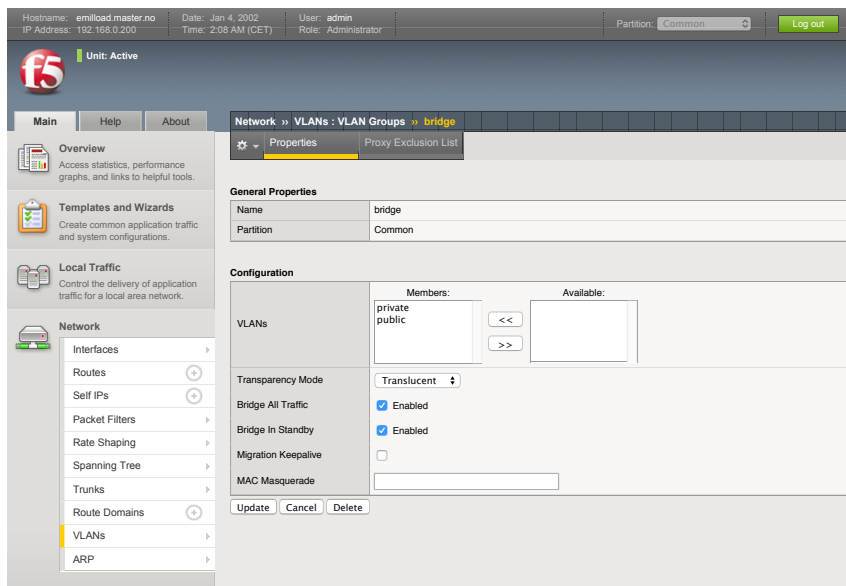 Hostname: emilload.master.no Date: Jan 4, 2002 User: admin
IP Address: 192.168.0.200 Time: 2:08 AM (CET) Role: Administrator
Partition: Common
Log out
f5
Unit: Active
Main Help About
Network ›› VLANs : VLAN Groups ›› bridge
Properties Proxy Exclusion List
Overview
Access statistics, performance
graphs, and links to helpful tools.
Templates and Wizards
Create common application traffic
and system configurations.
Local Traffic
Control the delivery of application
traffic for a local area network.
Network
Interfaces
Routes
Self IPs
Packet Filters
Rate Shaping
Spanning Tree
Trunks
Route Domains
VLANs
ARP
General Properties
Name bridge
Partition Common
Configuration
Members: Available:
VLANs
private
public
<<
>>
Transparency Mode Translucent
Bridge All Traffic Enabled
Bridge In Standby Enabled
Migration Keepalive
MAC Masquerade
Update Cancel Delete